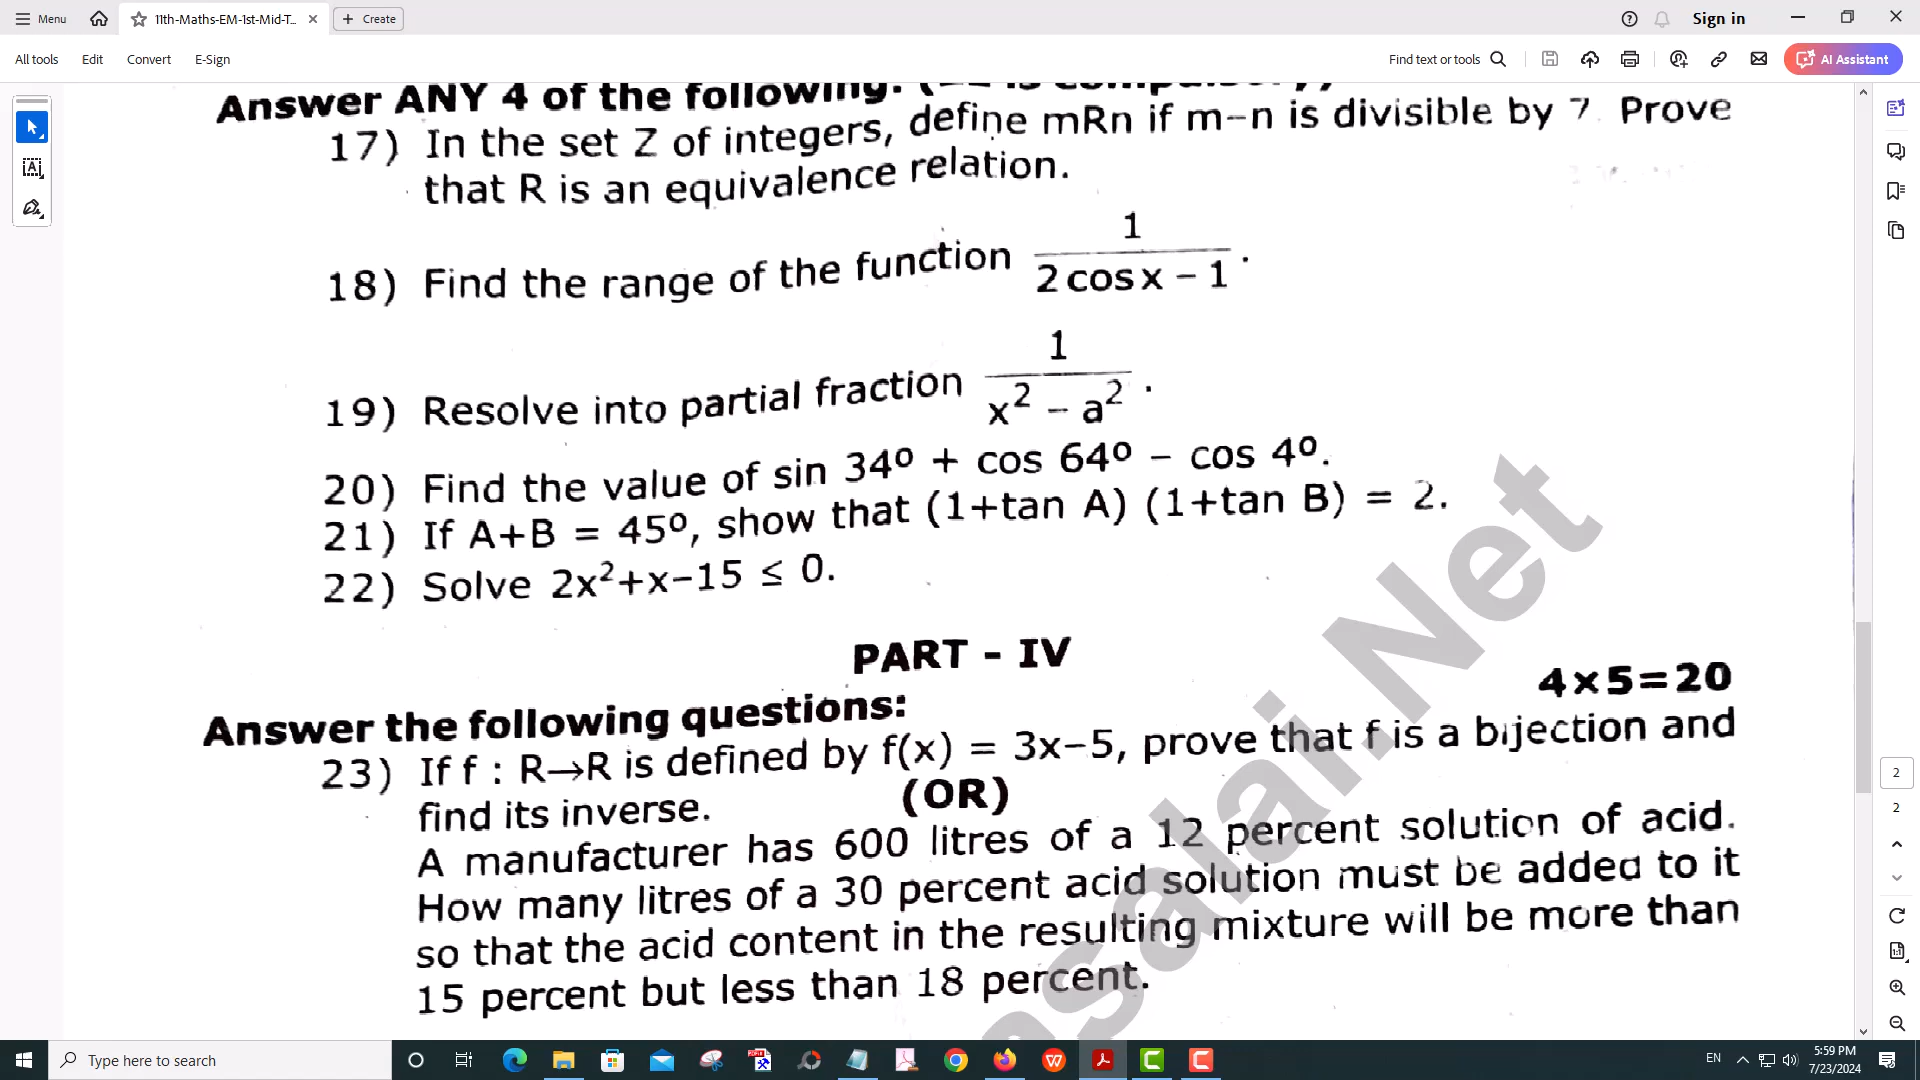 Menu
11th-Maths-EM-1st-Mid-T...
Create
Sign in
All tools Edit Convert E-Sign
Find text or tools
AI Assistant
Answer ANY 4 of the following.
17) In the set Z of integers, define mRn if m–n is divisible by 7. Prove
that R is an equivalence relation.
18) Find the range of the function 1/(2 cos x – 1).
19) Resolve into partial fraction 1/(x² – a²).
20) Find the value of sin 34º + cos 64º – cos 4º.
21) If A+B = 45º, show that (1+tan A) (1+tan B) = 2.
22) Solve 2x²+x–15 ≤ 0.
PART - IV
4×5=20
Answer the following questions:
23) If f : R→R is defined by f(x) = 3x–5, prove that f is a bijection and
find its inverse.
(OR)
A manufacturer has 600 litres of a 12 percent solution of acid.
How many litres of a 30 percent acid solution must be added to it
so that the acid content in the resulting mixture will be more than
15 percent but less than 18 percent.
asalai.Net
2
2
Type here to search
EN
5:59 PM
7/23/2024